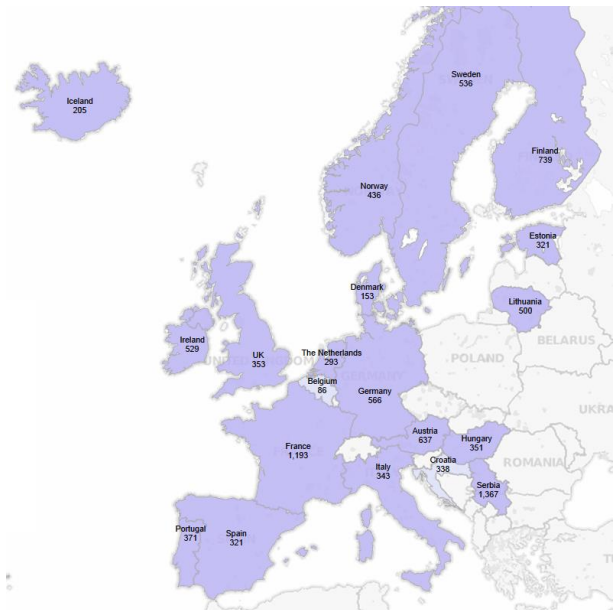 Iceland
205
Sweden
536
Finland
739
Norway
436
Estonia
321
Denmark
153
Lithuania
500
BELARUS
Ireland
529
UK
353
The Netherlands
293
POLAND
Belgium
86
Germany
566
GERMANY
UKRA
Austria
637
Hungary
351
France
1,193
Croatia
338
ROMANIA
Italy
343
Serbia
1,367
Portugal
371
Spain
321